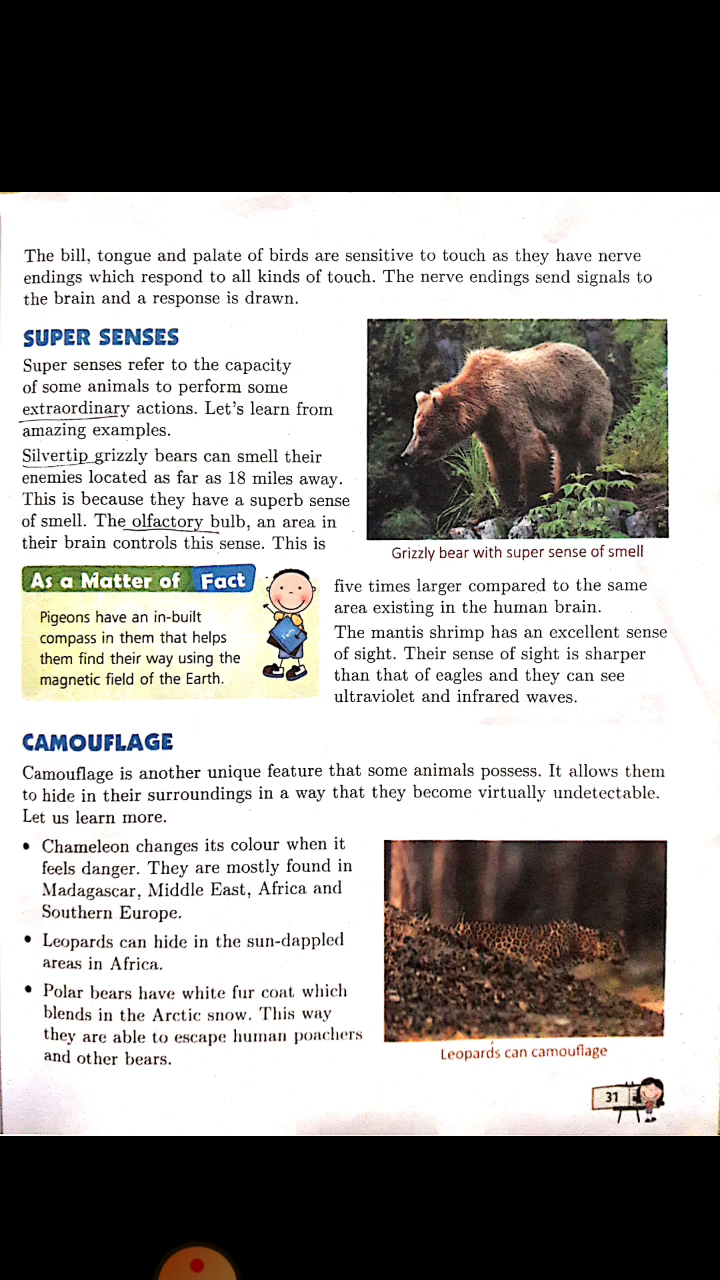 The bill, tongue and palate of birds are sensitive to touch as they have nerve
endings which respond to all kinds of touch. The nerve endings send signals to
the brain and a response is drawn.
SUPER SENSES
Super senses refer to the capacity
of some animals to perform some
extraordinary actions. Let's learn from
amazing examples.
Silvertip grizzly bears can smell their
enemies located as far as 18 miles away.
This is because they have a superb sense
of smell. The olfactory bulb, an area in
their brain controls this sense. This is
Grizzly bear with super sense of smell
five times larger compared to the same
area existing in the human brain.
The mantis shrimp has an excellent sense
of sight. Their sense of sight is sharper
than that of eagles and they can see
ultraviolet and infrared waves.
As a Matter of Fact
Pigeons have an in-built
compass in them that helps
them find their way using the
magnetic field of the Earth.
CAMOUFLAGE
Camouflage is another unique feature that some animals possess. It allows them
to hide in their surroundings in a way that they become virtually undetectable.
Let us learn more.
• Chameleon changes its colour when it
feels danger. They are mostly found in
Madagascar, Middle East, Africa and
Southern Europe.
• Leopards can hide in the sun-dappled
areas in Africa.
• Polar bears have white fur coat which
blends in the Arctic snow. This way
they are able to escape human poachers
and other bears.
Leopards can camouflage
31